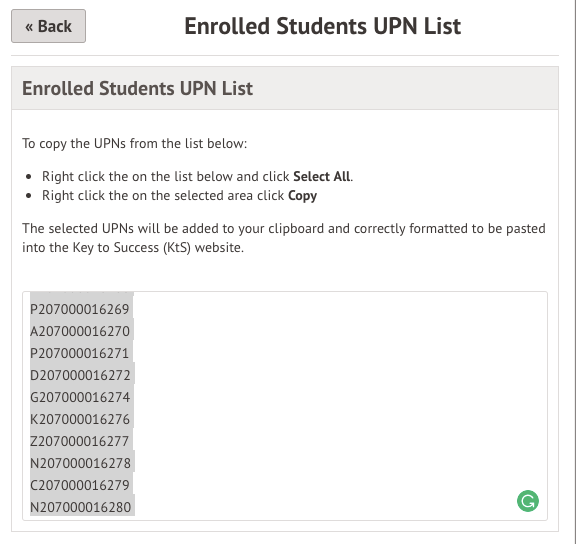 « Back
Enrolled Students UPN List
Enrolled Students UPN List
To copy the UPNs from the list below:
• Right click the on the list below and click Select All.
• Right click the on the selected area click Copy
The selected UPNs will be added to your clipboard and correctly formatted to be pasted
into the Key to Success (KtS) website.
P207000016269
A207000016270
P207000016271
D207000016272
G207000016274
K207000016276
Z207000016277
N207000016278
C207000016279
N207000016280